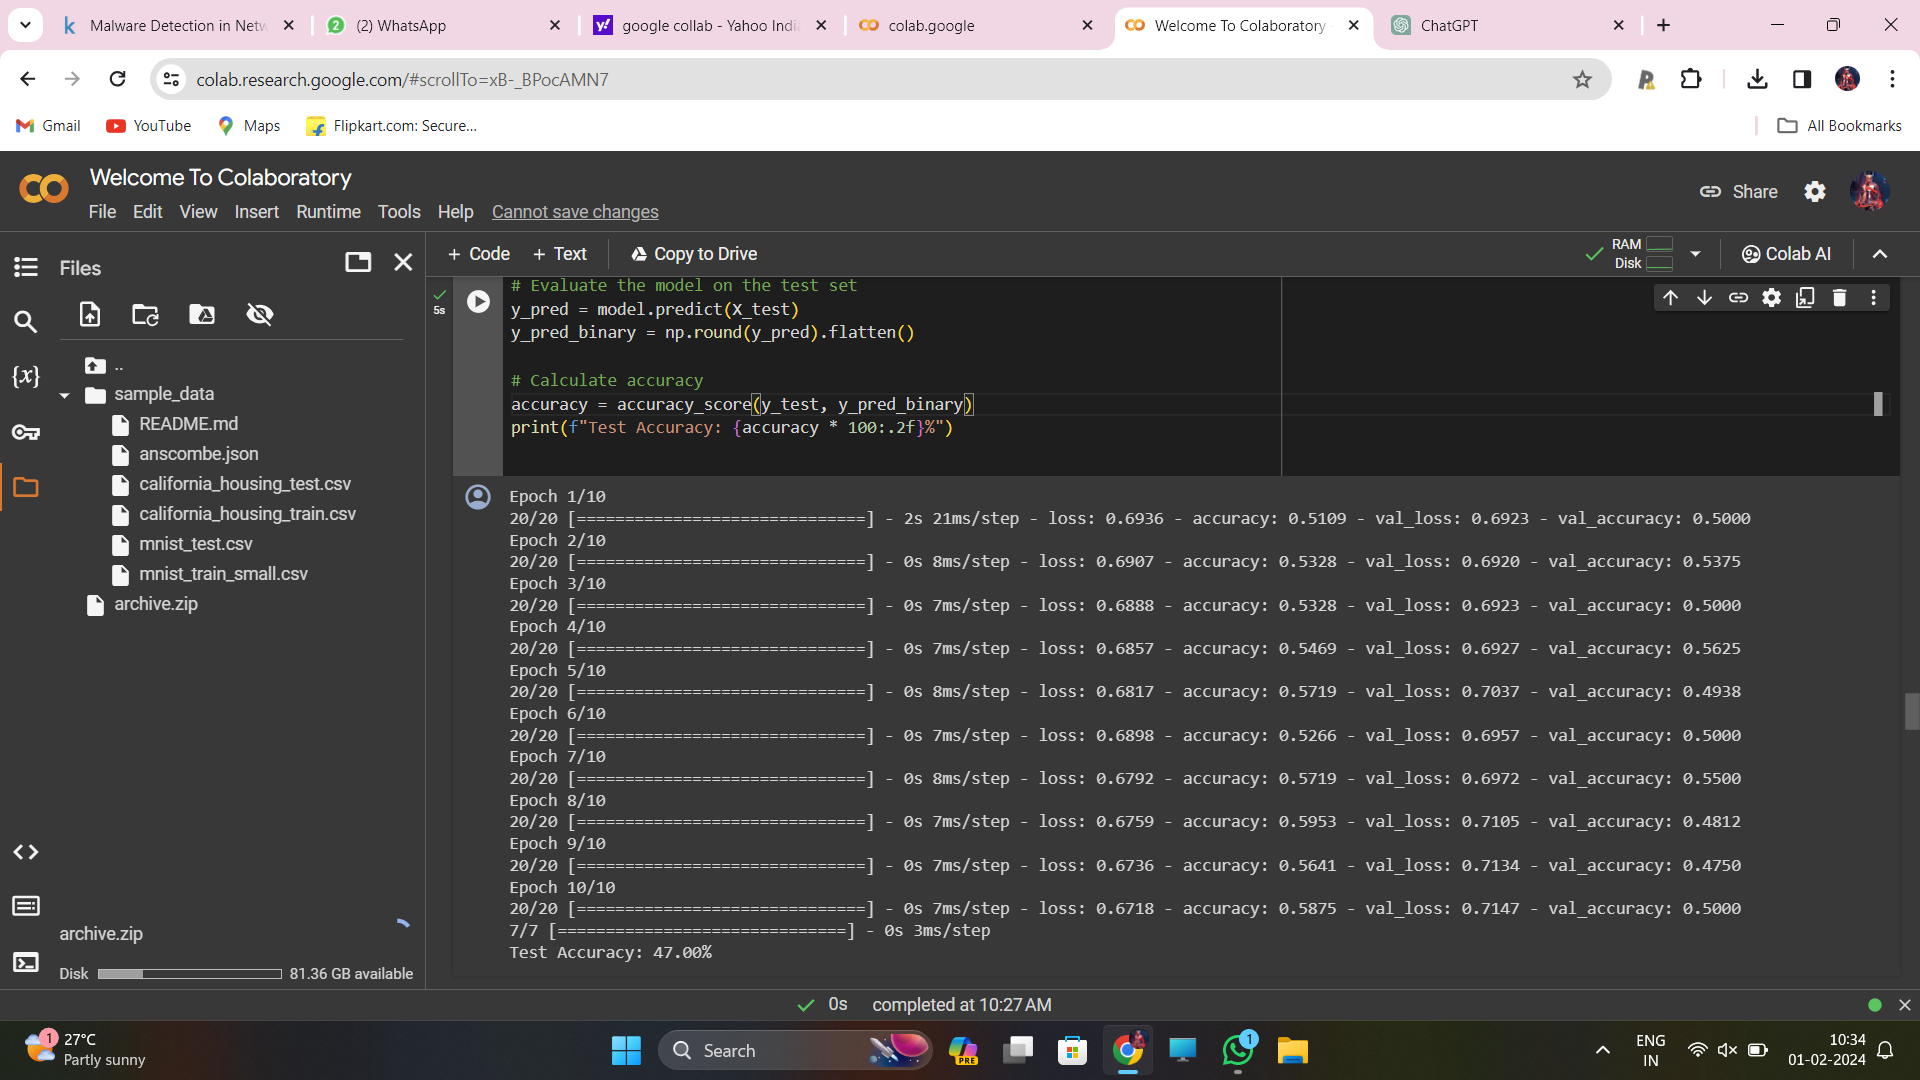 Malware Detection in Netw
(2) WhatsApp
google collab - Yahoo Indi
colab.google
Welcome To Colaboratory
ChatGPT
colab.research.google.com/#scrollTo=xB-_BPocAMN7
Gmail
YouTube
Maps
Flipkart.com: Secure...
All Bookmarks
Welcome To Colaboratory
File Edit View Insert Runtime Tools Help Cannot save changes
Share
Files
+ Code + Text Copy to Drive
RAM
Disk
Colab AI
5s
# Evaluate the model on the test set
y_pred = model.predict(X_test)
y_pred_binary = np.round(y_pred).flatten()
# Calculate accuracy
accuracy = accuracy_score(y_test, y_pred_binary)
print(f"Test Accuracy: {accuracy * 100:.2f}%")
..
sample_data
README.md
anscombe.json
california_housing_test.csv
california_housing_train.csv
mnist_test.csv
mnist_train_small.csv
archive.zip
Epoch 1/10
20/20 [==============================] - 2s 21ms/step - loss: 0.6936 - accuracy: 0.5109 - val_loss: 0.6923 - val_accuracy: 0.5000
Epoch 2/10
20/20 [==============================] - 0s 8ms/step - loss: 0.6907 - accuracy: 0.5328 - val_loss: 0.6920 - val_accuracy: 0.5375
Epoch 3/10
20/20 [==============================] - 0s 7ms/step - loss: 0.6888 - accuracy: 0.5328 - val_loss: 0.6923 - val_accuracy: 0.5000
Epoch 4/10
20/20 [==============================] - 0s 7ms/step - loss: 0.6857 - accuracy: 0.5469 - val_loss: 0.6927 - val_accuracy: 0.5625
Epoch 5/10
20/20 [==============================] - 0s 8ms/step - loss: 0.6817 - accuracy: 0.5719 - val_loss: 0.7037 - val_accuracy: 0.4938
Epoch 6/10
20/20 [==============================] - 0s 7ms/step - loss: 0.6898 - accuracy: 0.5266 - val_loss: 0.6957 - val_accuracy: 0.5000
Epoch 7/10
20/20 [==============================] - 0s 8ms/step - loss: 0.6792 - accuracy: 0.5719 - val_loss: 0.6972 - val_accuracy: 0.5500
Epoch 8/10
20/20 [==============================] - 0s 7ms/step - loss: 0.6759 - accuracy: 0.5953 - val_loss: 0.7105 - val_accuracy: 0.4812
Epoch 9/10
20/20 [==============================] - 0s 7ms/step - loss: 0.6736 - accuracy: 0.5641 - val_loss: 0.7134 - val_accuracy: 0.4750
Epoch 10/10
20/20 [==============================] - 0s 7ms/step - loss: 0.6718 - accuracy: 0.5875 - val_loss: 0.7147 - val_accuracy: 0.5000
7/7 [==============================] - 0s 3ms/step
Test Accuracy: 47.00%
archive.zip
Disk 81.36 GB available
0s completed at 10:27 AM
1
27°C
Partly sunny
Search
PRE
1
ENG
IN
10:34
01-02-2024